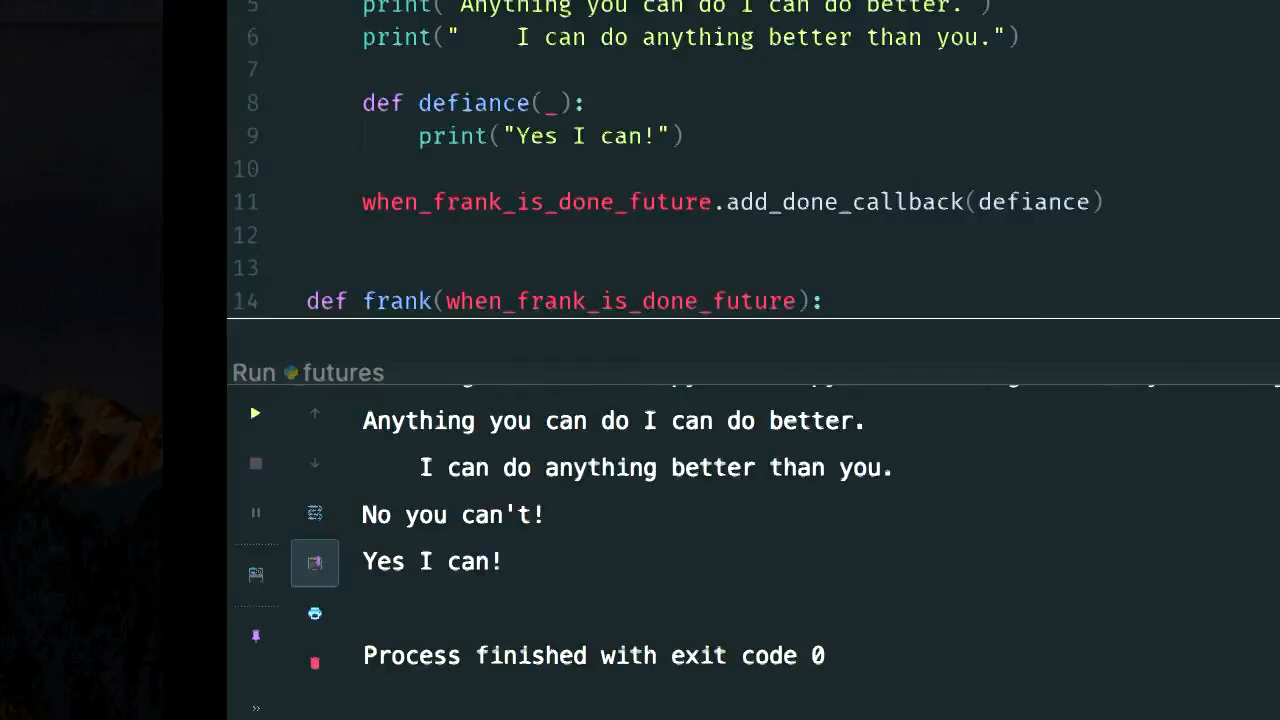 5 print("Anything you can do I can do better.")
6 print("    I can do anything better than you.")
7
8 def defiance(_):
9 print("Yes I can!")
10
11 when_frank_is_done_future.add_done_callback(defiance)
12
13
14 def frank(when_frank_is_done_future):
Run futures
Anything you can do I can do better.
    I can do anything better than you.
No you can't!
Yes I can!
Process finished with exit code 0